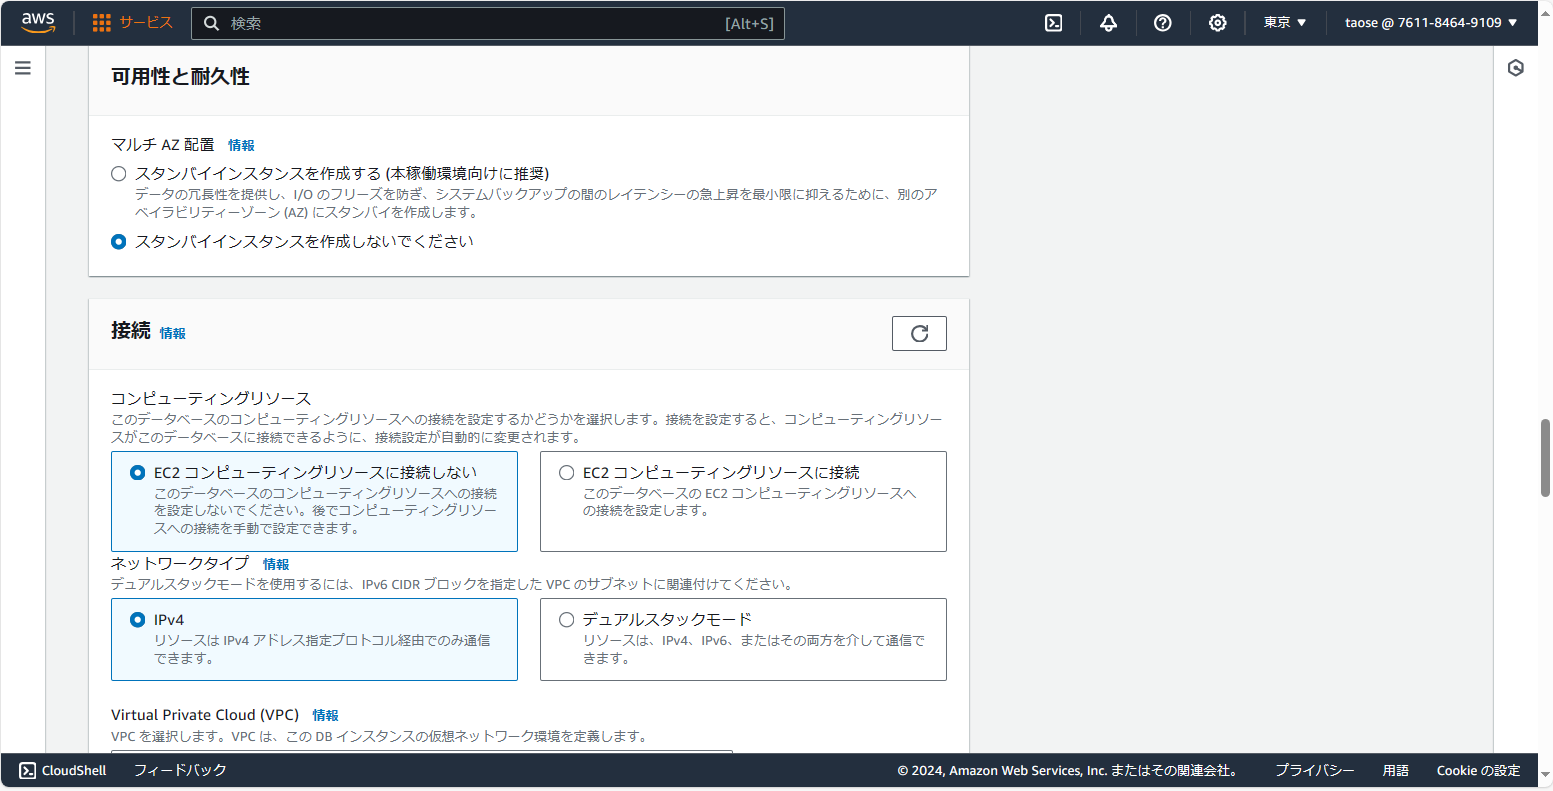 aws サービス 検索 [Alt+S] 東京 ▼ taose @ 7611-8464-9109 ▼
可用性と耐久性
マルチ AZ 配置 情報
スタンバイインスタンスを作成する (本稼働環境向けに推奨)
データの冗長性を提供し、I/O のフリーズを防ぎ、システムバックアップの間のレイテンシーの急上昇を最小限に抑えるために、別のア
ベイラビリティーゾーン (AZ) にスタンバイを作成します。
スタンバイインスタンスを作成しないでください
接続 情報
コンピューティングリソース
このデータベースのコンピューティングリソースへの接続を設定するかどうかを選択します。接続を設定すると、コンピューティングリソー
スがこのデータベースに接続できるように、接続設定が自動的に変更されます。
EC2 コンピューティングリソースに接続しない
このデータベースのコンピューティングリソースへの接続
を設定しないでください。後でコンピューティングリソー
スへの接続を手動で設定できます。
EC2 コンピューティングリソースに接続
このデータベースの EC2 コンピューティングリソースへ
の接続を設定します。
ネットワークタイプ 情報
デュアルスタックモードを使用するには、IPv6 CIDR ブロックを指定した VPC のサブネットに関連付けてください。
IPv4
リソースは IPv4 アドレス指定プロトコル経由でのみ通信
できます。
デュアルスタックモード
リソースは、IPv4、IPv6、またはその両方を介して通信で
きます。
Virtual Private Cloud (VPC) 情報
VPC を選択します。VPC は、この DB インスタンスの仮想ネットワーク環境を定義します。
CloudShell フィードバック © 2024, Amazon Web Services, Inc. またはその関連会社。 プライバシー 用語 Cookie の設定